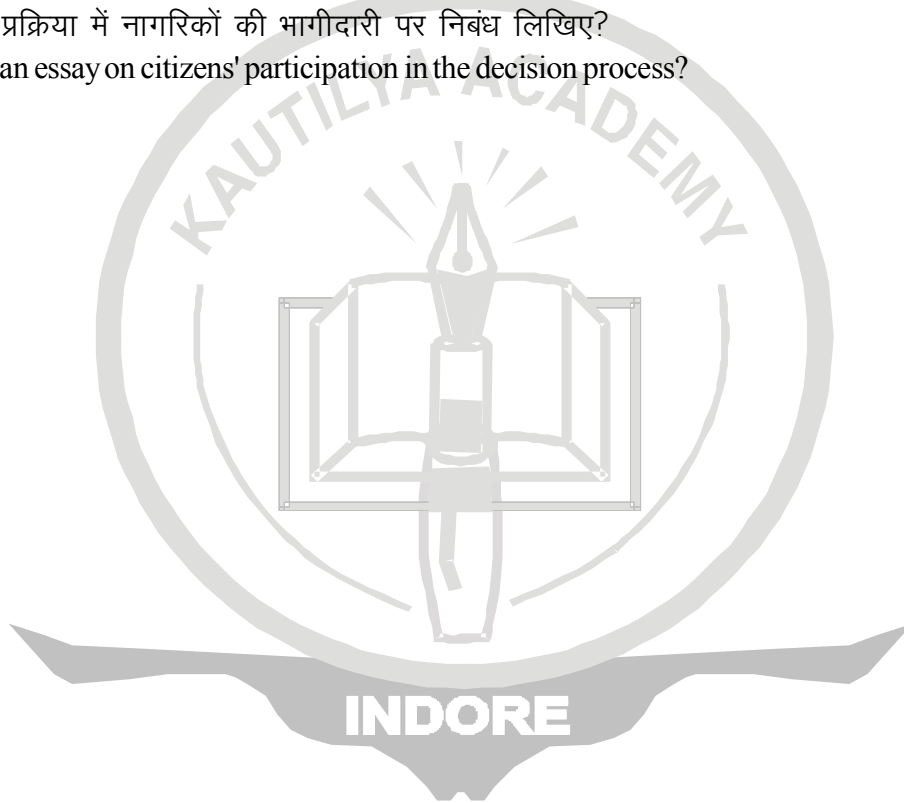 प्रक्रिया में नागरिकों की भागीदारी पर निबंध लिखिए?
an essay on citizens' participation in the decision process?
KAUTILYA ACADEMY
INDORE